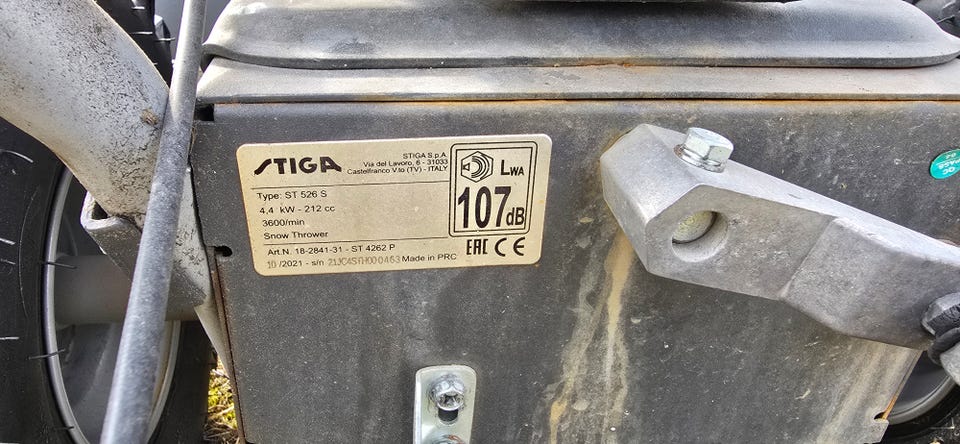 STIGA
STIGA S.p.A.
Via del Lavoro, 6 - 31033
Castelfranco V.to (TV) - ITALY
LWA
107dB
Type: ST 526 S
4,4 kW - 212 cc
3600/min
Snow Thrower
Art.N. 18-2841-31 - ST 4262 P
10/2021 - s/n Made in PRC
EAC CE
QC